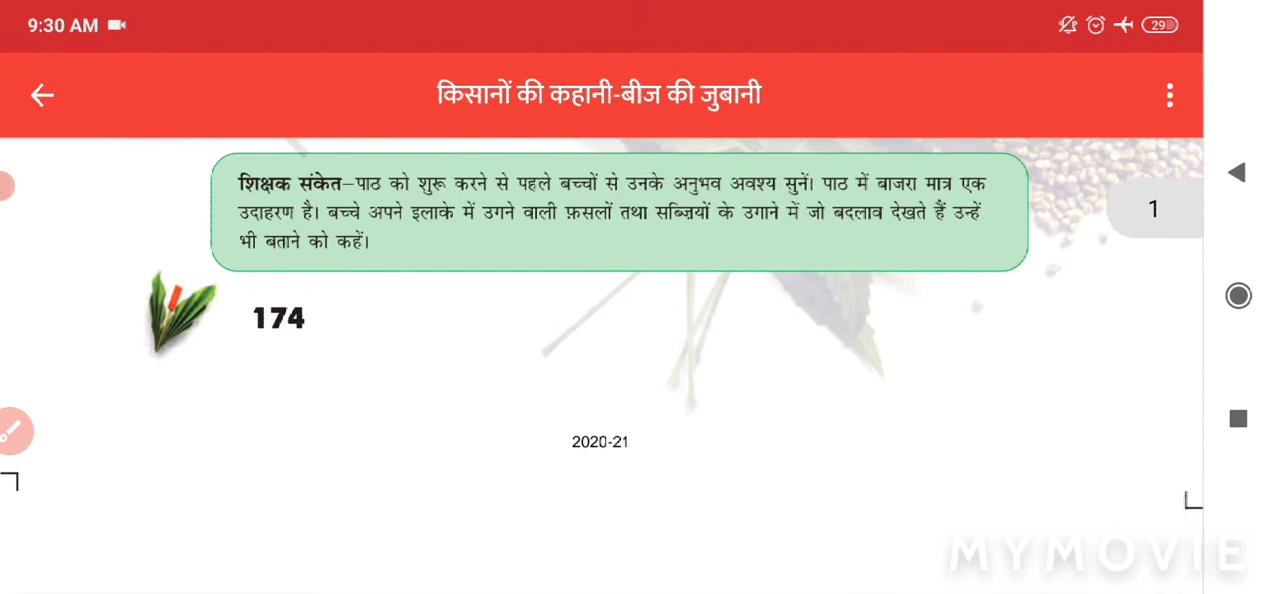 9:30 AM
29
किसानों की कहानी-बीज की जुबानी
शिक्षक संकेत–पाठ को शुरू करने से पहले बच्चों से उनके अनुभव अवश्य सुनें। पाठ में बाजरा मात्र एक
उदाहरण है। बच्चे अपने इलाके में उगने वाली फ़सलों तथा सब्ज़ियों के उगाने में जो बदलाव देखते हैं उन्हें
भी बताने को कहें।
1
174
2020-21
MYMOVIE